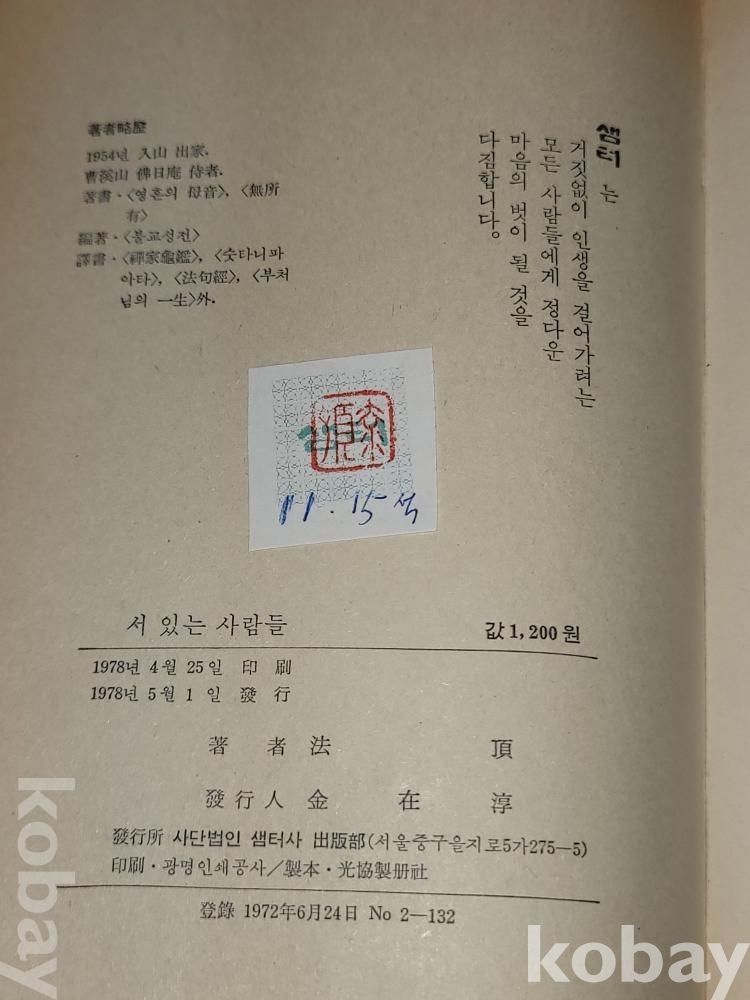 샘터는
거짓없이 인생을 걸어가려는
모든 사람들에게 정다운
마음의 벗이 될 것을
다짐합니다。
著者略歷
1954년 入山 出家.
曹溪山 佛日庵 侍者.
著書·〈영혼의 母音〉, 〈無所
有〉
編著·〈불교성전〉
譯書·〈禪家龜鑑〉, 〈숫타니파
아타〉, 〈法句經〉, 〈부처
님의 一生〉外.
11.15
서 있는 사람들 값 1,200원
1978년 4월 25일 印刷
1978년 5월 1일 發行
著者 法頂
發行人 金在淳
發行所 사단법인 샘터사 出版部(서울중구을지로5가275—5)
印刷·광명인쇄공사/製本·光協製册社
登錄 1972年6月24日 No 2—132
kobay
kobay